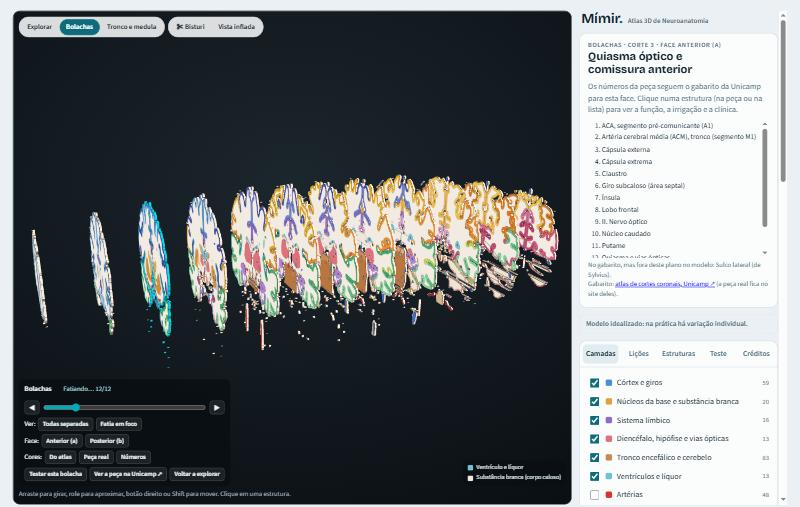 Explorar Bolachas Tronco e medula Bisturi Vista inflada
Mímir. Atlas 3D de Neuroanatomia
BOLACHAS · CORTE 3 · FACE ANTERIOR (A)
Quiasma óptico e
comissura anterior
Os números da peça seguem o gabarito da Unicamp
para esta face. Clique numa estrutura (na peça ou na
lista) para ver a função, a irrigação e a clínica.
1. ACA, segmento pré-comunicante (A1)
2. Artéria cerebral média (ACM), tronco (segmento M1)
3. Cápsula externa
4. Cápsula extrema
5. Claustro
6. Giro subcaloso (área septal)
7. Ínsula
8. Lobo frontal
9. II. Nervo óptico
10. Núcleo caudado
11. Putame
12. Quiasma e vias ópticas
No gabarito, mas fora deste plano no modelo: Sulco lateral (de
Sylvius).
Gabarito: atlas de cortes coronais, Unicamp ↗ (a peça real fica no
site deles).
Modelo idealizado: na prática há variação individual.
Camadas Lições Estruturas Teste Créditos
Córtex e giros 59
Núcleos da base e substância branca 20
Sistema límbico 16
Diencéfalo, hipófise e vias ópticas 13
Tronco encefálico e cerebelo 83
Ventrículos e líquor 13
Artérias 48
Bolachas Fatiando... 12/12
◀ ▶
Ver: Todas separadas Fatia em foco
Face: Anterior (a) Posterior (b)
Cores: Do atlas Peça real Números
Testar esta bolacha Ver a peça na Unicamp ↗ Voltar a explorar
Ventrículo e líquor
Substância branca (corpo caloso)
Arraste para girar, role para aproximar, botão direito ou Shift para mover. Clique em uma estrutura.